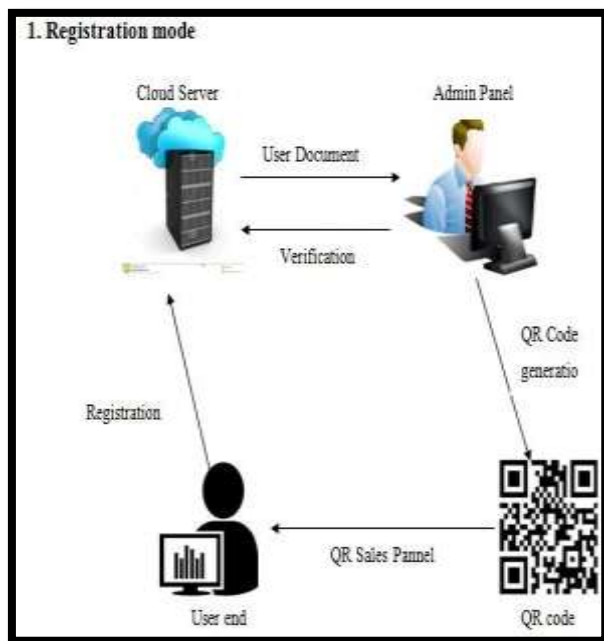 1. Registration mode
Cloud Server
Admin Panel
User Document
Verification
QR Code
generatio
Registration
QR Sales Pannel
User end
QR code